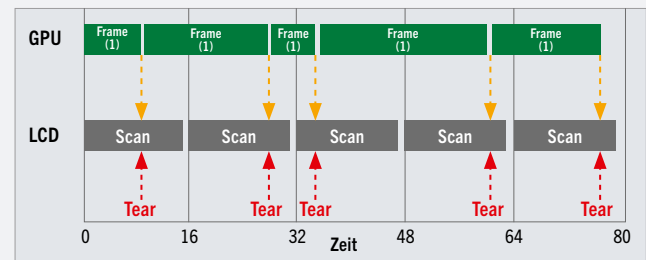 GPU
Frame
(1)
Frame
(1)
Frame
(1)
Frame
(1)
Frame
(1)
LCD
Scan
Scan
Scan
Scan
Scan
Tear
Tear
Tear
Tear
Tear
0
16
32
48
64
80
Zeit